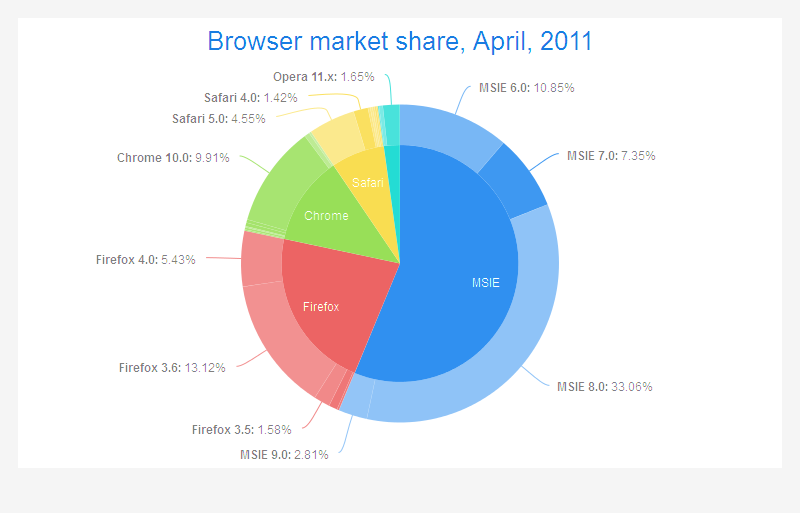 Browser market share, April, 2011
Opera 11.x: 1.65%
MSIE 6.0: 10.85%
Safari 4.0: 1.42%
Safari 5.0: 4.55%
Chrome 10.0: 9.91%
MSIE 7.0: 7.35%
Safari
Chrome
Firefox 4.0: 5.43%
MSIE
Firefox
Firefox 3.6: 13.12%
MSIE 8.0: 33.06%
Firefox 3.5: 1.58%
MSIE 9.0: 2.81%